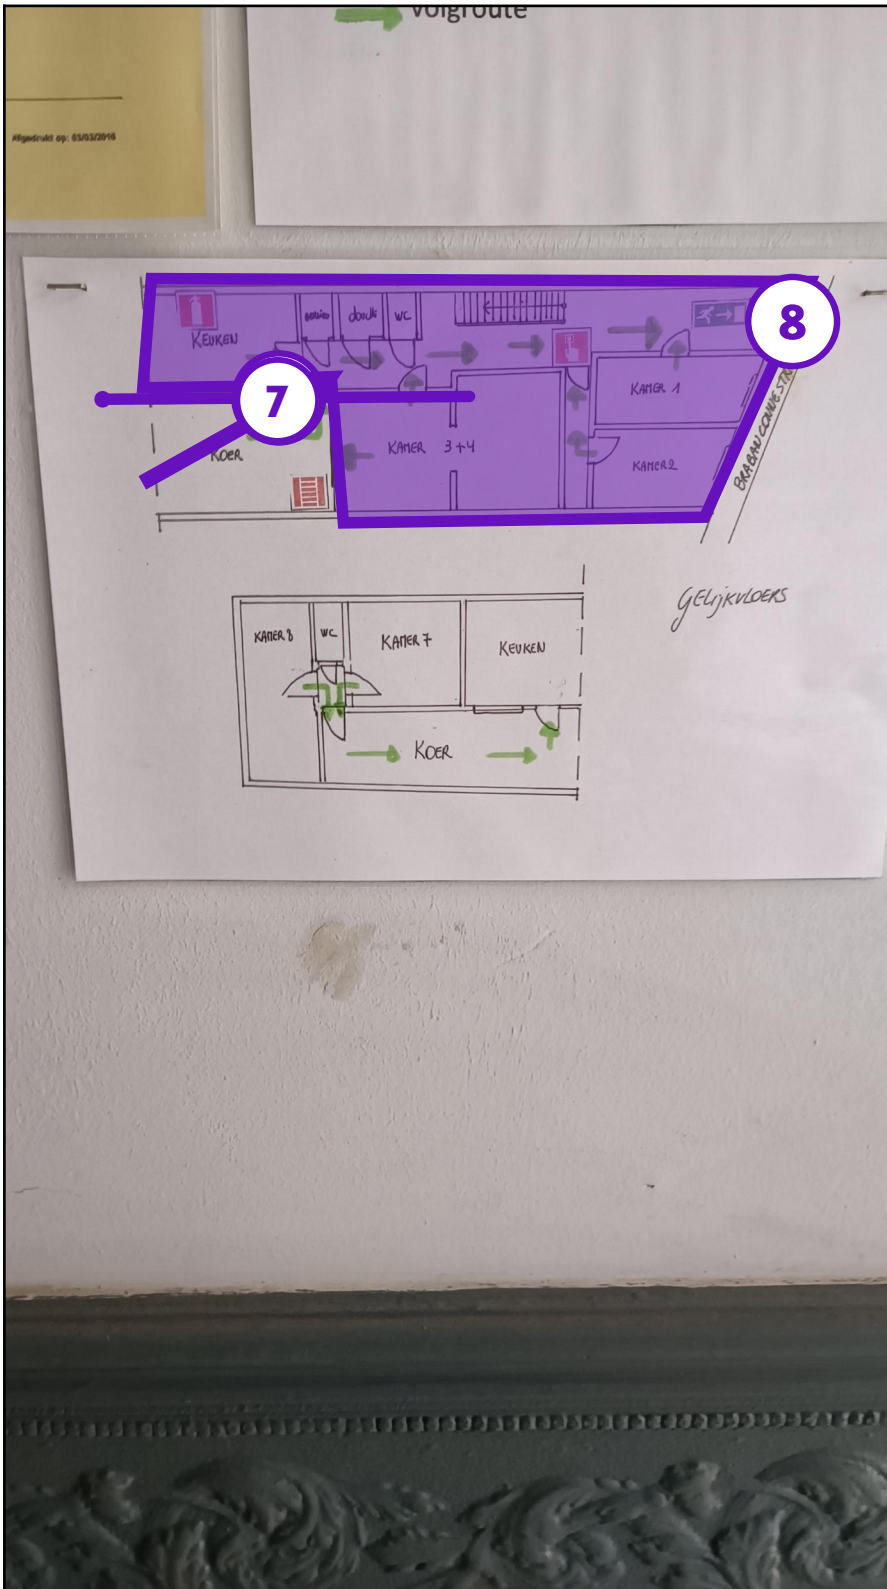 volgroute
Afgedrukt op: 03/03/2016
8
KEUKEN
douche
WC
KAMER 1
7
KAMER 3+4
KOER
KAMER 2
BRABANCONNESTR
GELIJKVLOERS
KAMER 8
WC
KAMER 7
KEUKEN
KOER